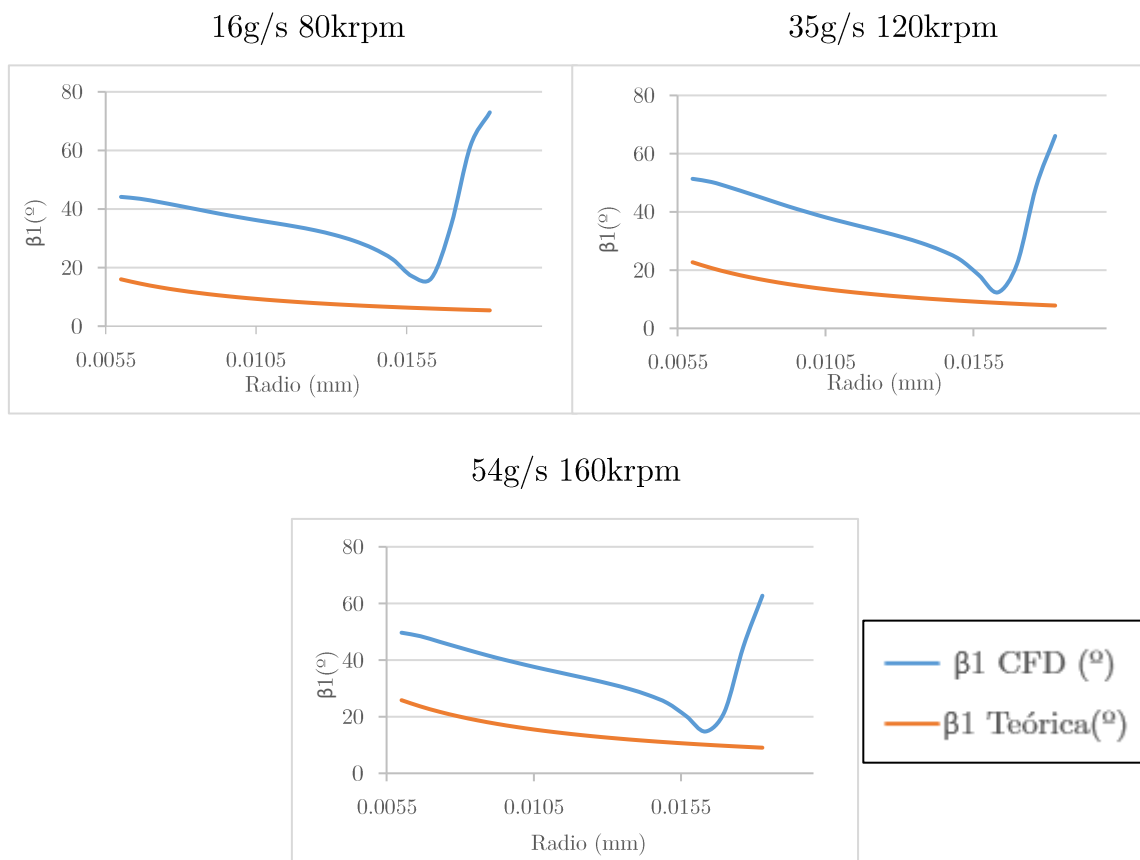 16g/s 80krpm
80
60
40
20
0
β1(º)
0.0055
0.0105
0.0155
Radio (mm)
35g/s 120krpm
80
60
40
20
0
β1(º)
0.0055
0.0105
0.0155
Radio (mm)
54g/s 160krpm
80
60
40
20
0
β1(º)
0.0055
0.0105
0.0155
Radio (mm)
β1 CFD (º)
β1 Teórica(º)